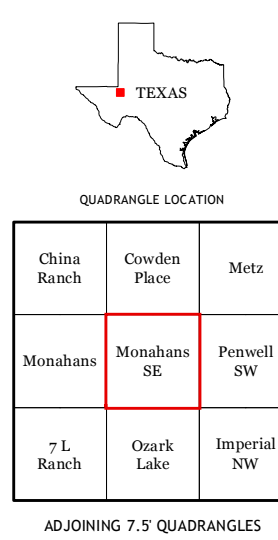 TEXAS
QUADRANGLE LOCATION
China
Ranch
Cowden
Place
Metz
Monahans
Monahans
SE
Penwell
SW
7 L
Ranch
Ozark
Lake
Imperial
NW
ADJOINING 7.5' QUADRANGLES